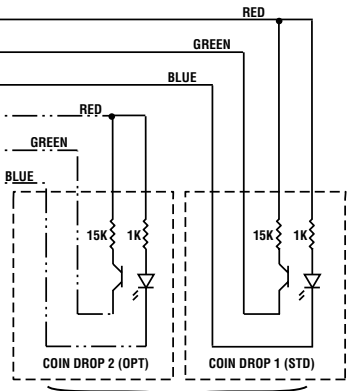 RED
GREEN
BLUE
RED
GREEN
BLUE
15K 1K 15K 1K
COIN DROP 2 (OPT) COIN DROP 1 (STD)